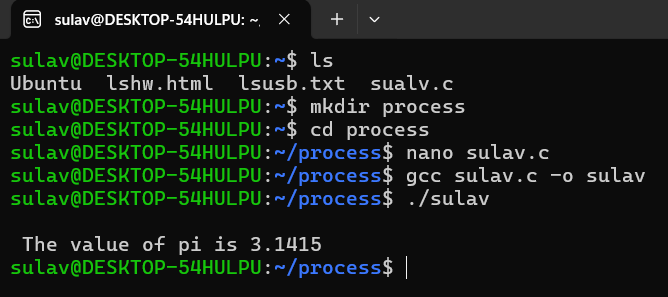 sulav@DESKTOP-54HULPU: ~,
sulav@DESKTOP-54HULPU:~$ ls
Ubuntu  lshw.html  lsusb.txt  sualv.c
sulav@DESKTOP-54HULPU:~$ mkdir process
sulav@DESKTOP-54HULPU:~$ cd process
sulav@DESKTOP-54HULPU:~/process$ nano sulav.c
sulav@DESKTOP-54HULPU:~/process$ gcc sulav.c -o sulav
sulav@DESKTOP-54HULPU:~/process$ ./sulav
 The value of pi is 3.1415
sulav@DESKTOP-54HULPU:~/process$